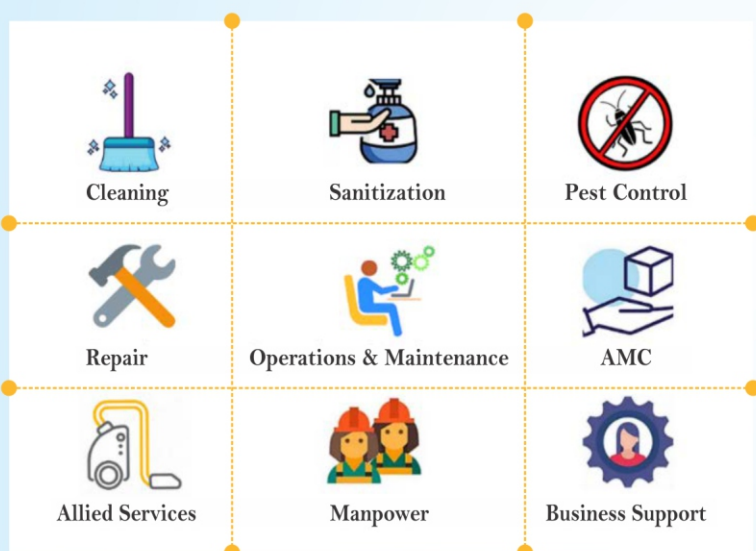 Cleaning
Sanitization
Pest Control
Repair
Operations & Maintenance
AMC
Allied Services
Manpower
Business Support